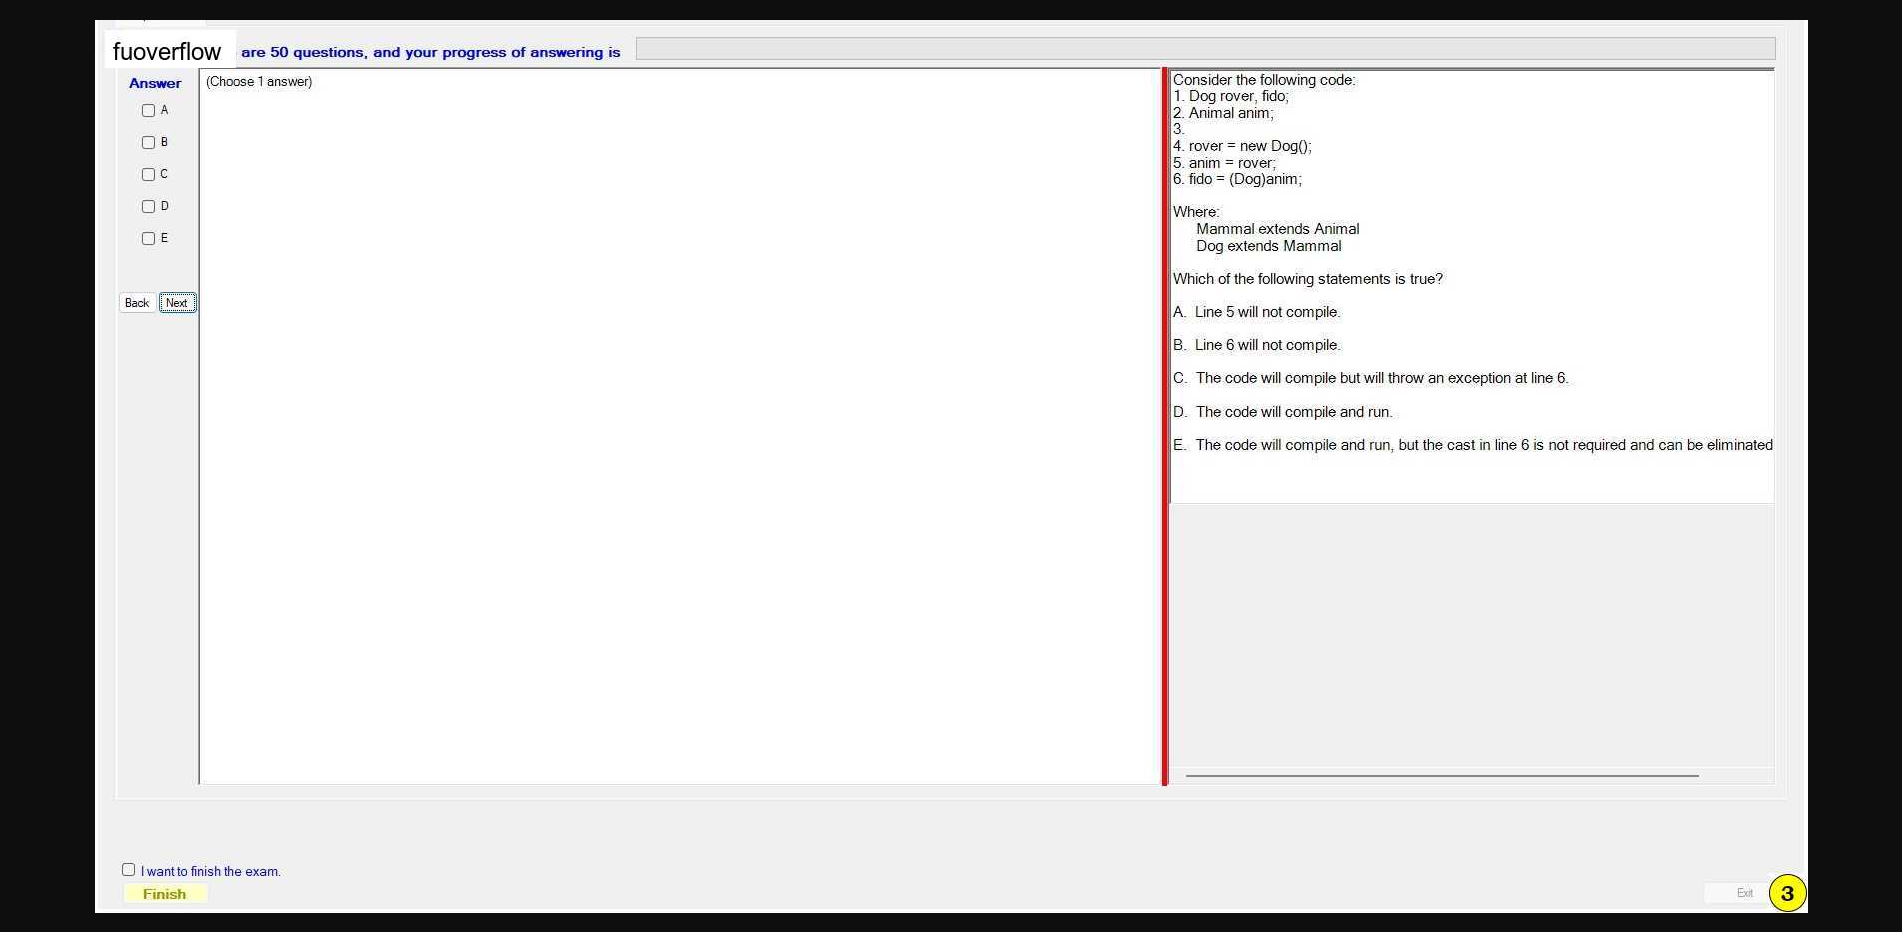 fuoverflow are 50 questions, and your progress of answering is
Answer
(Choose 1 answer)
A
B
C
D
E
Back Next
Consider the following code:
1. Dog rover, fido;
2. Animal anim;
3.
4. rover = new Dog();
5. anim = rover;
6. fido = (Dog)anim;
Where:
Mammal extends Animal
Dog extends Mammal
Which of the following statements is true?
A. Line 5 will not compile.
B. Line 6 will not compile.
C. The code will compile but will throw an exception at line 6.
D. The code will compile and run.
E. The code will compile and run, but the cast in line 6 is not required and can be eliminated
I want to finish the exam.
Finish
Exit
3